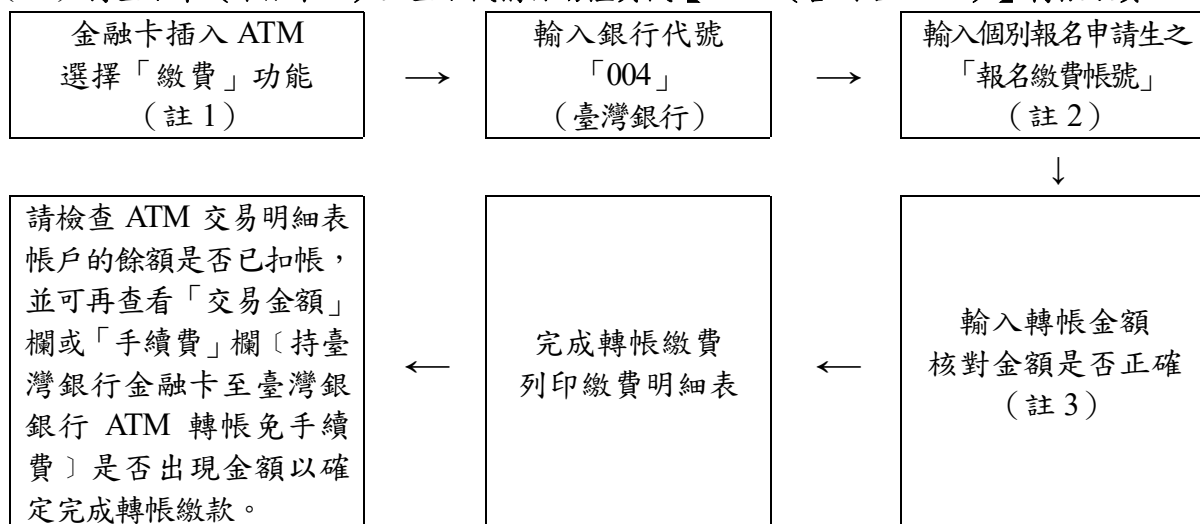 金融卡插入 ATM
選擇「繳費」功能
（註 1）
→
輸入銀行代號
「004」
（臺灣銀行）
→
輸入個別報名申請生之
「報名繳費帳號」
（註 2）
↓
輸入轉帳金額
核對金額是否正確
（註 3）
←
完成轉帳繳費
列印繳費明細表
←
請檢查 ATM 交易明細表
帳戶的餘額是否已扣帳，
並可再查看「交易金額」
欄或「手續費」欄〔持臺
灣銀行金融卡至臺灣銀
銀行 ATM 轉帳免手續
費〕是否出現金額以確
定完成轉帳繳款。